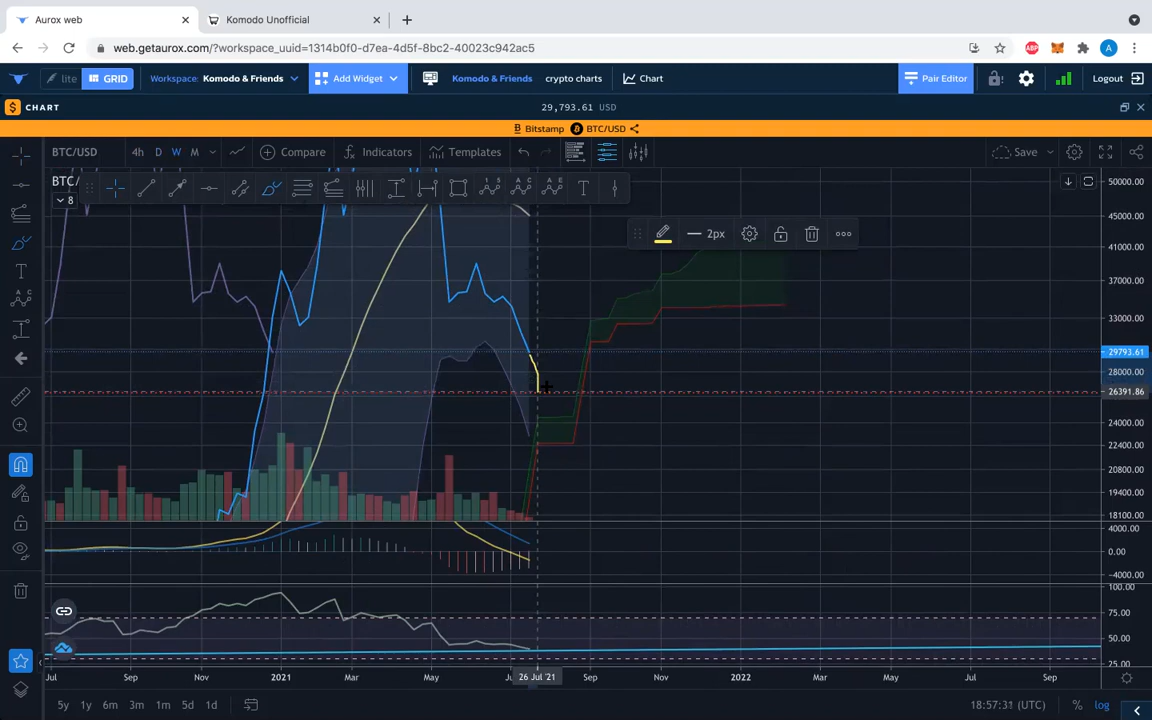 Aurox web
Komodo Unofficial
web.getaurox.com/?workspace_uuid=1314b0f0-d7ea-4d5f-8bc2-40023c942ac5
ABP
A
lite
GRID
Workspace: Komodo & Friends
Add Widget
Komodo & Friends
crypto charts
Chart
Pair Editor
Logout
CHART
29,793.61 USD
Bitstamp
BTC/USD
BTC/USD
4h D W M
Compare
Indicators
Templates
Save
BTC/
8
2px
50000.00
45000.00
41000.00
37000.00
33000.00
29793.61
28000.00
26391.86
24000.00
22400.00
20800.00
19400.00
18100.00
4000.00
0.00
−4000.00
100.00
75.00
50.00
25.00
Jul Sep Nov 2021 Mar May 26 Jul '21 Sep Nov 2022 Mar May Jul Sep
5y 1y 6m 3m 1m 5d 1d
18:57:31 (UTC) % log